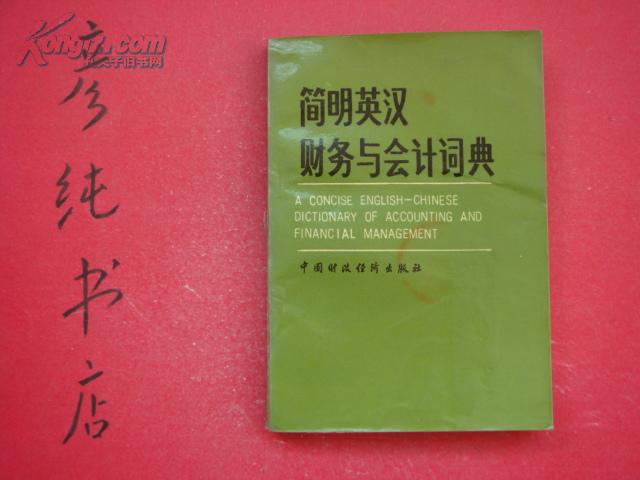 Kongfz.com
孔夫子旧书网
彦纯书店
简明英汉
财务与会计词典
A CONCISE ENGLISH-CHINESE
DICTIONARY OF ACCOUNTING AND
FINANCIAL MANAGEMENT
中国财政经济出版社